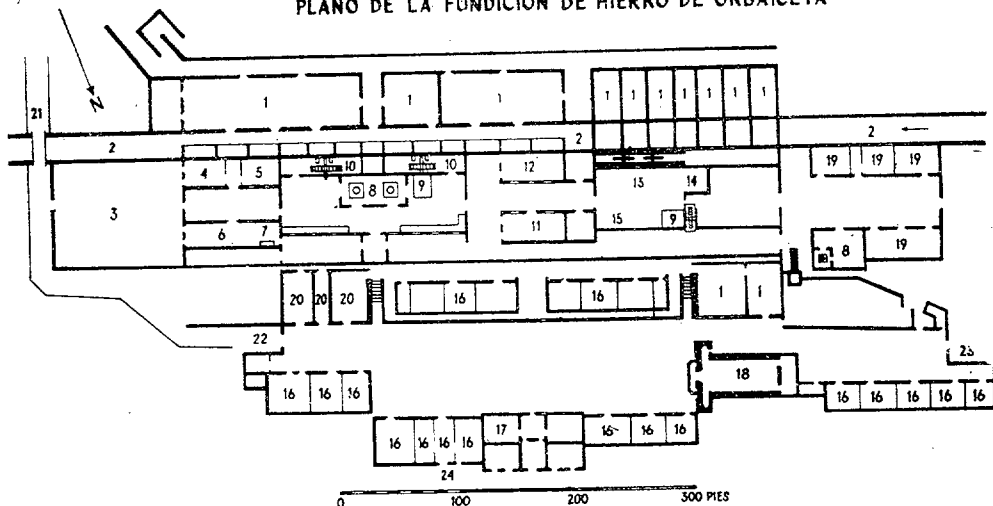 PLANO DE LA FUNDICIÓN DE HIERRO DE ORBAICETA
N
1 1 1 1 1 1 1 1 1 1
21
2 2 2
4 5 10 10 12 19 19 19
8 9 13 14
3
6 7 11 15 9
18 8 19
20 20 20 16 16 1 1
22 23
16 16 16 18 16 16 16 16 16
16 16 16 16 17 16 16 16
24
0 100 200 300 PIES